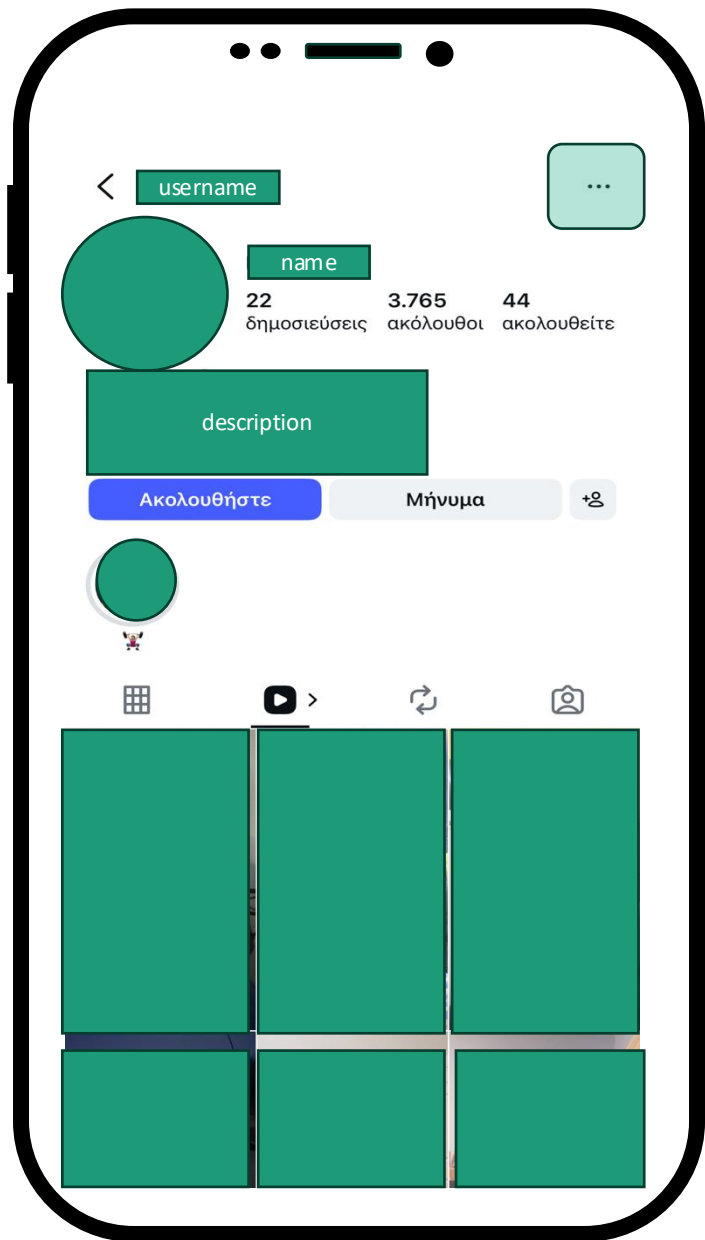 username
...
name
22 3.765 44
δημοσιεύσεις ακόλουθοι ακολουθείτε
description
Ακολουθήστε Μήνυμα